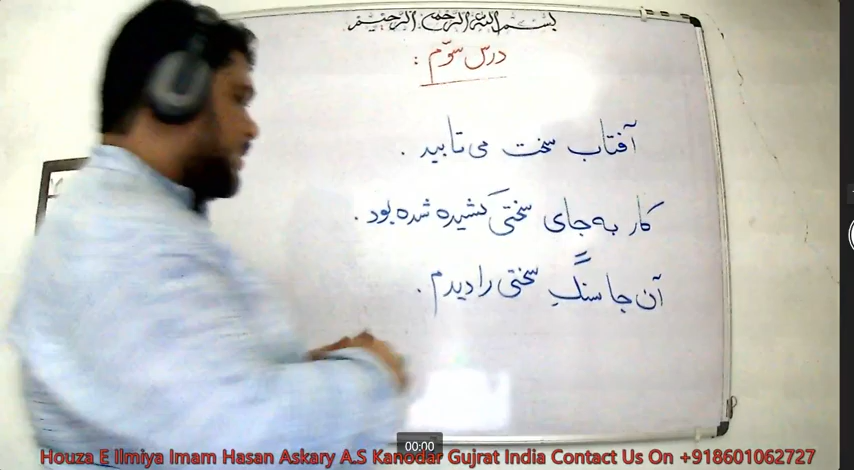 بسم الله الرحمن الرحیم
درس سوّم :
آفتاب سخت می تابید .
کار به جای سختی کشیده شده بود .
آن جا سنگِ سختی را دیدم .
00:00
Houza E Ilmiya Imam Hasan Askary A.S Kanodar Gujrat India Contact Us On +918601062727